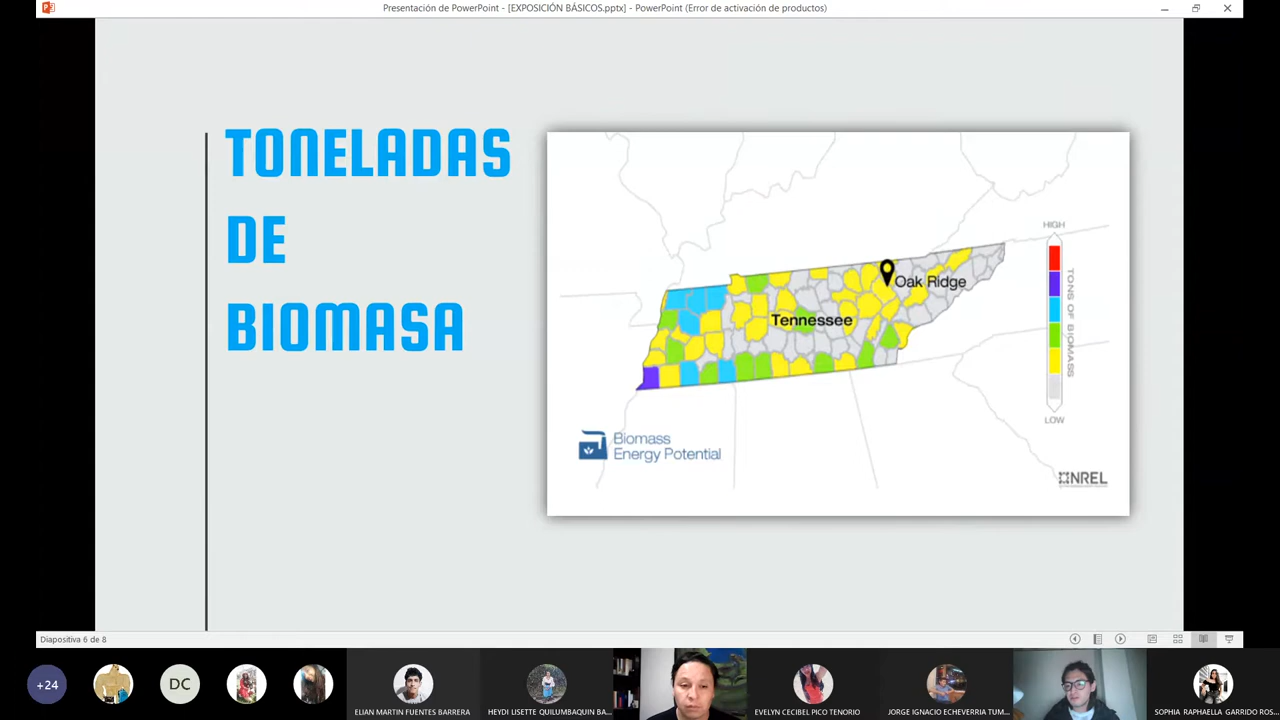 Presentación de PowerPoint - [EXPOSICIÓN BÁSICOS.pptx] - PowerPoint (Error de activación de productos)
TONELADAS
DE
BIOMASA
HIGH
TONS OF BIOMASS
LOW
Oak Ridge
Tennessee
Biomass
Energy Potential
NREL
Diapositiva 6 de 8
+24
DC
ELIAN MARTIN FUENTES BARRERA
HEYDI LISETTE QUILUMBAQUIN BA...
EVELYN CECIBEL PICO TENORIO
JORGE IGNACIO ECHEVERRIA TUM...
SOPHIA RAPHAELLA GARRIDO ROS...